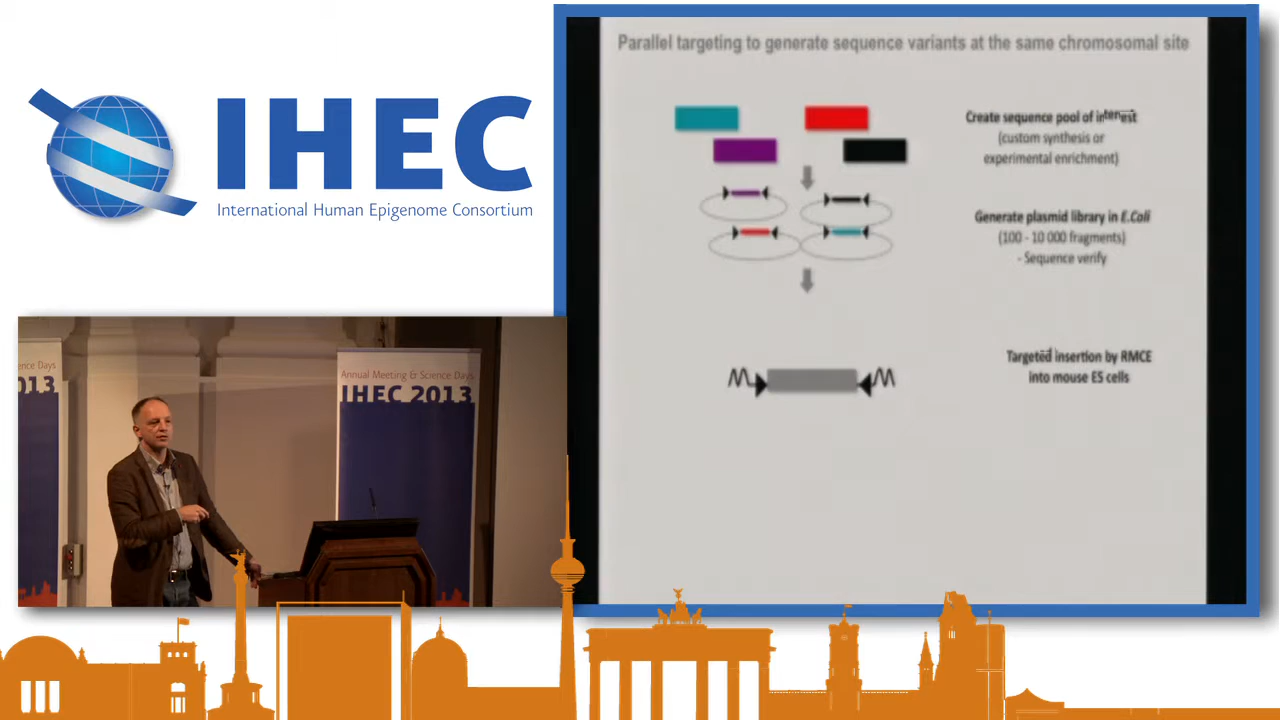 IHEC
International Human Epigenome Consortium
Parallel targeting to generate sequence variants at the same chromosomal site
Create sequence pool of interest
(custom synthesis or
experimental enrichment)
Generate plasmid library in E.Coli
(100 - 10 000 fragments)
- Sequence verify
Targeted insertion by RMCE
into mouse ES cells
ence Days
2013
Annual Meeting & Science Days
IHEC 2013